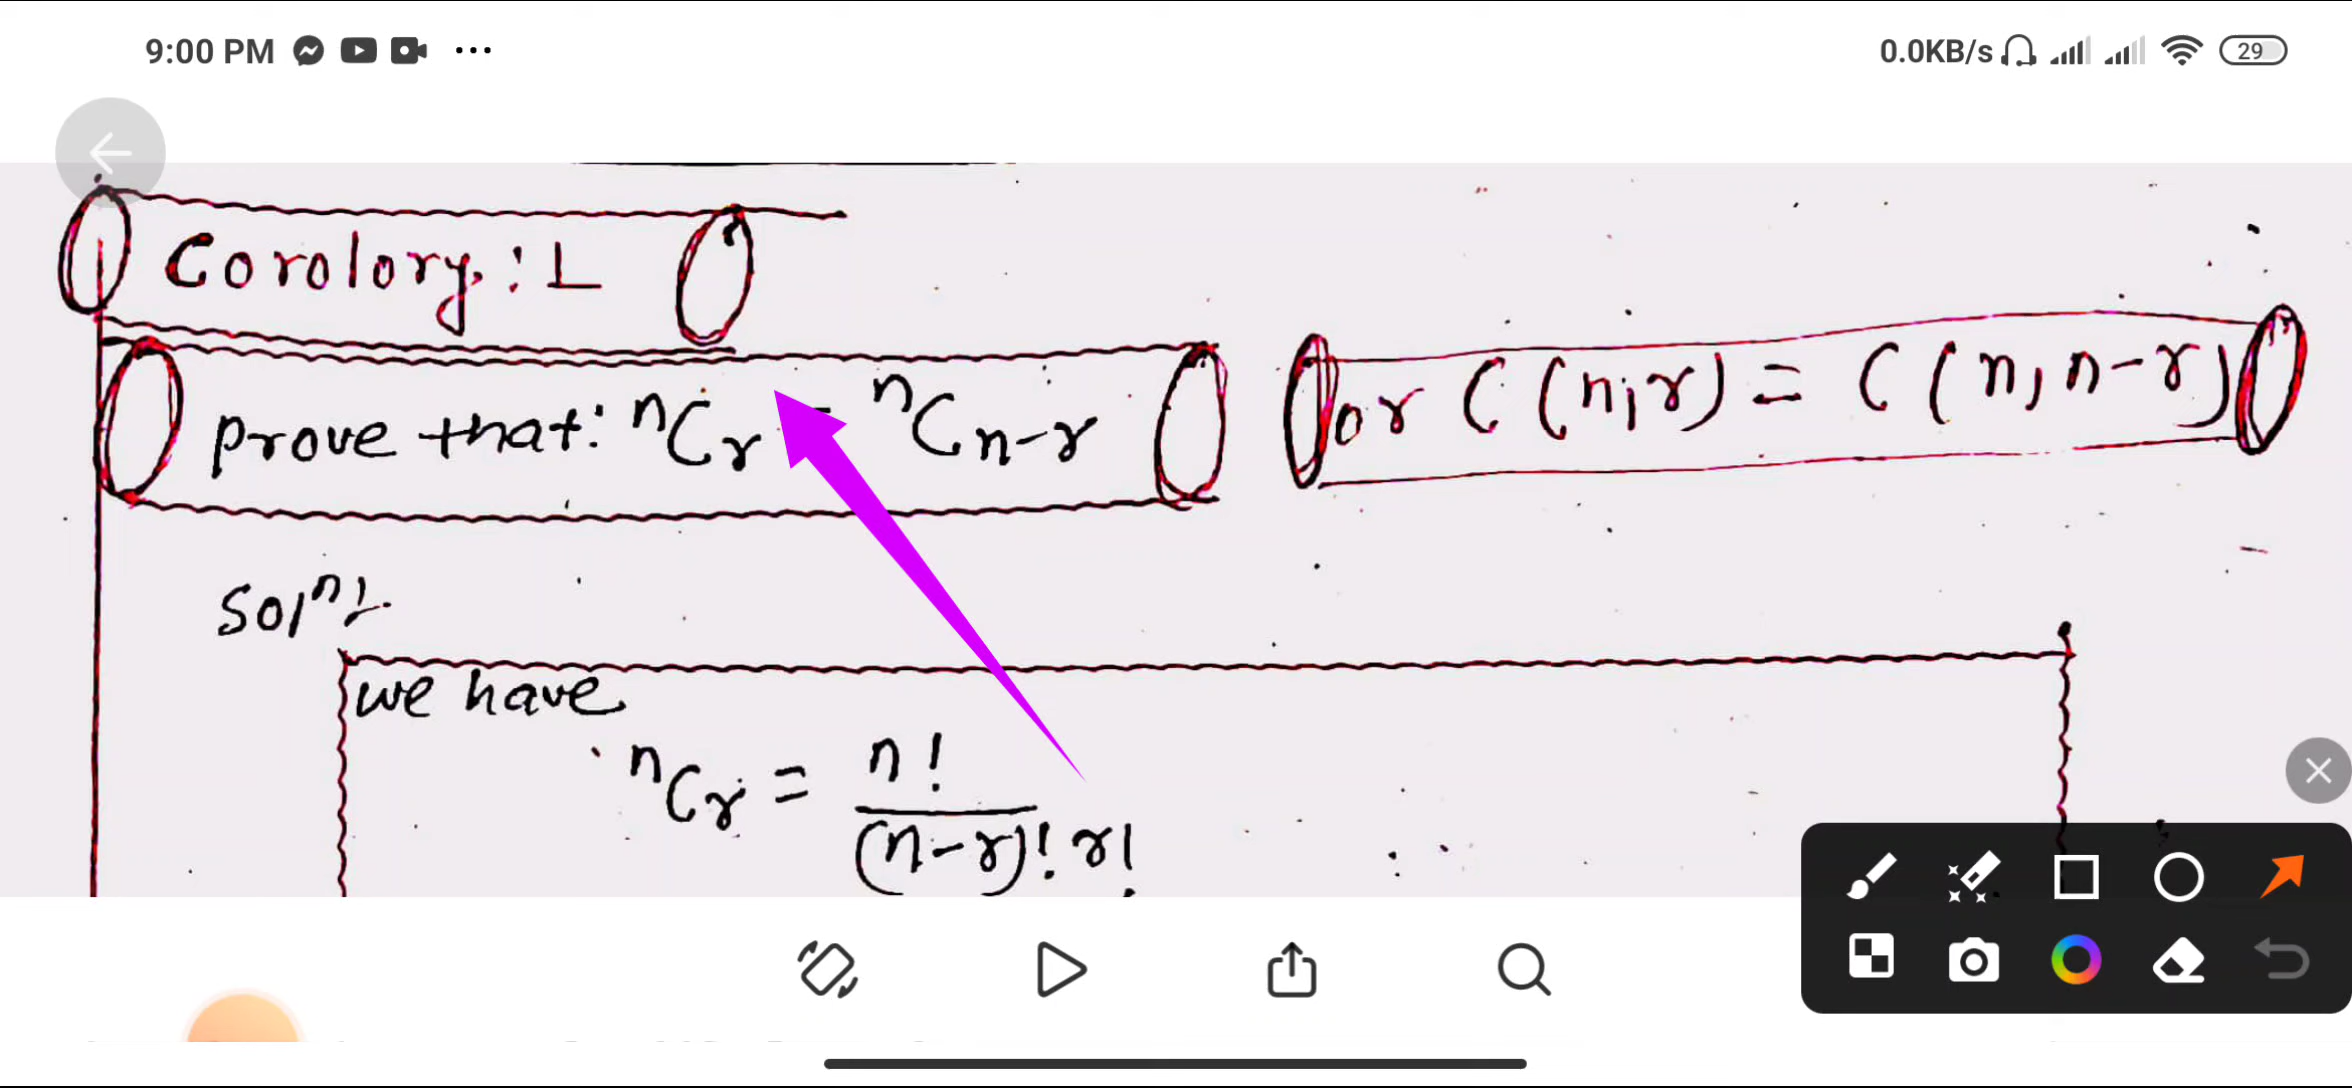 9:00 PM ... 0.0KB/s 29
Corolory : 1
prove that: ⁿCᵣ = ⁿCₙ₋ᵣ or C(n,r) = C(n, n-r)
Solⁿ:
we have
ⁿCᵣ = n! / (n-r)! r!